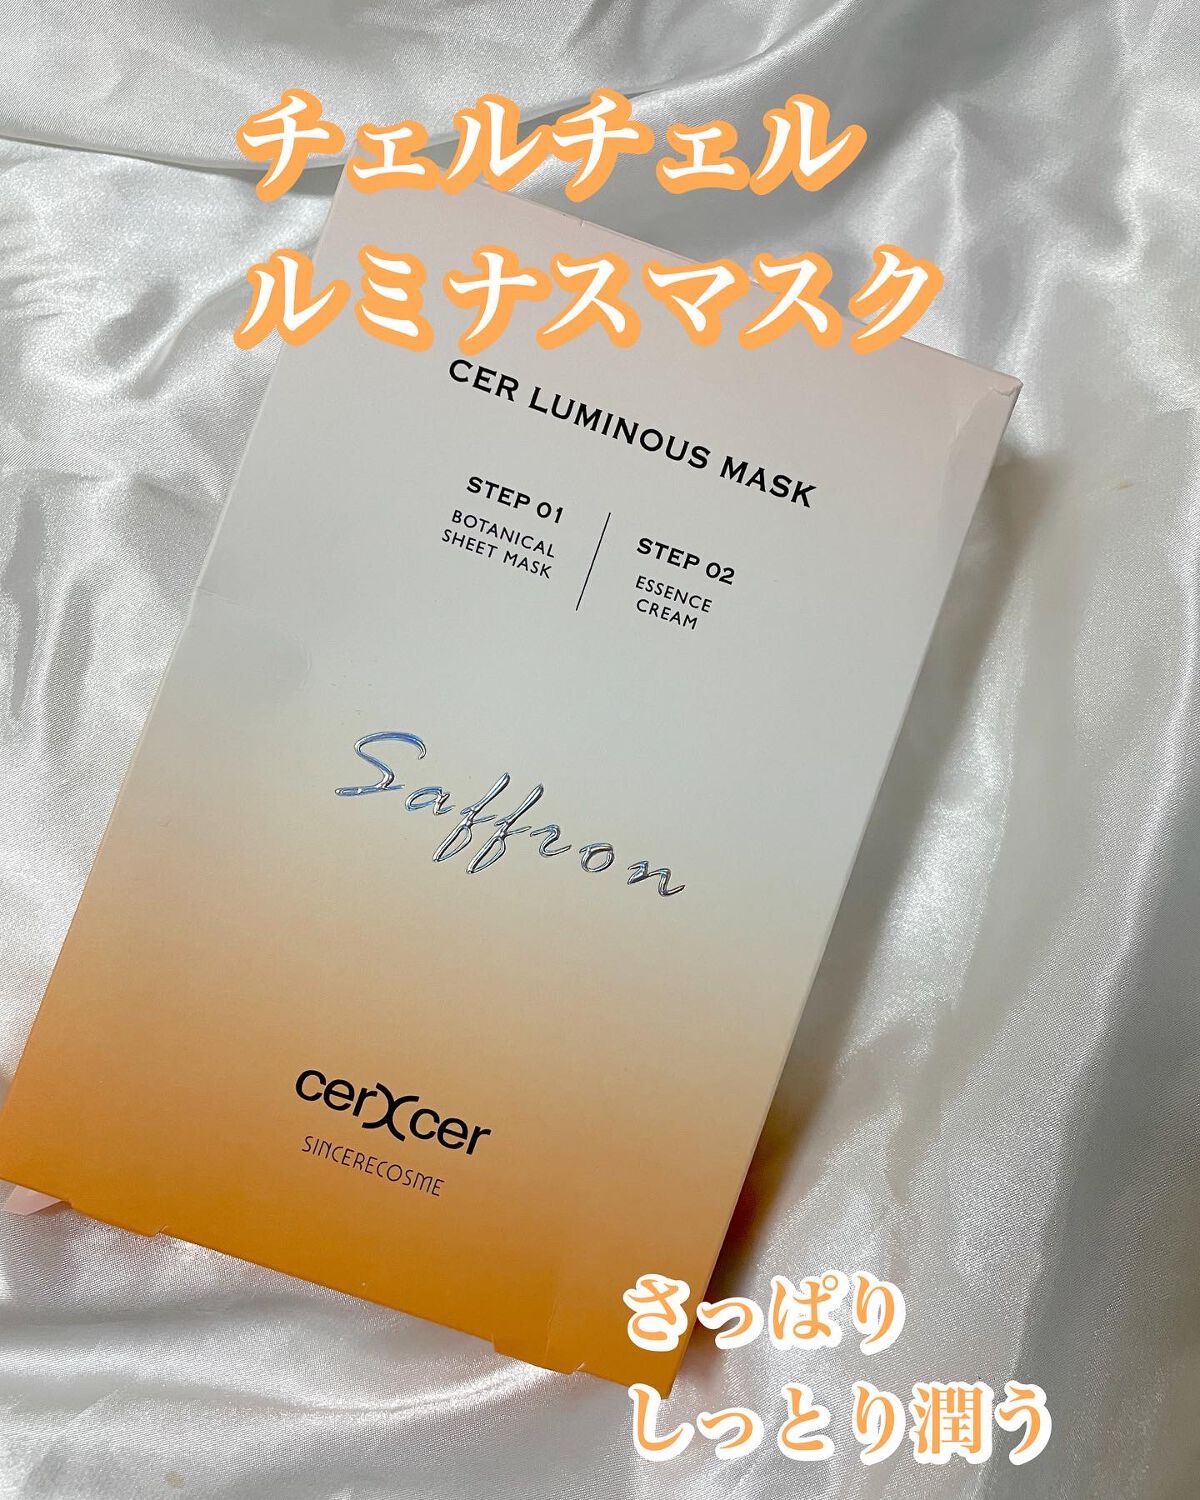 チェルチェル
ルミナスマスク
CER LUMINOUS MASK
STEP 01
BOTANICAL
SHEET MASK
STEP 02
ESSENCE
CREAM
Saffron
cerXcer
SINCERECOSME
さっぱり
しっとり潤う